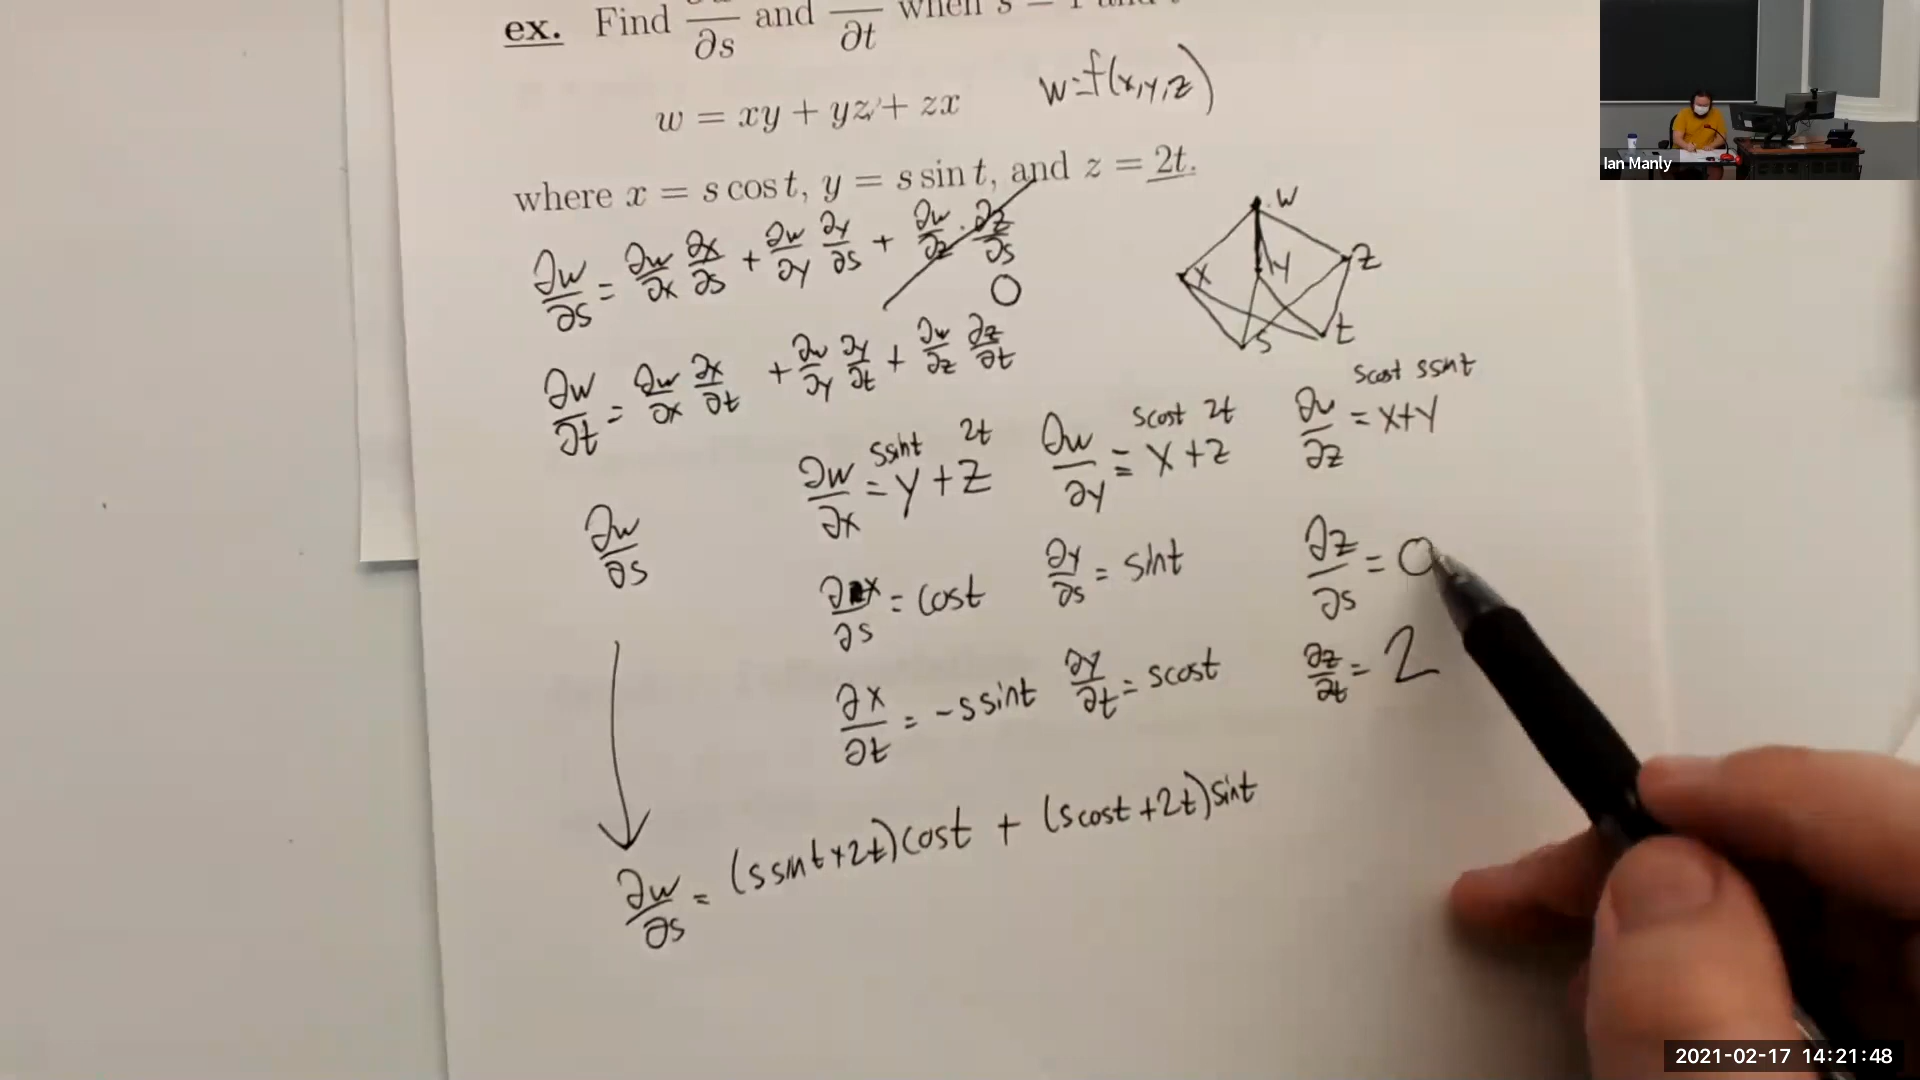 ex. Find ∂s and ∂t when s
w = xy + yz + zx w=f(x,y,z)
where x = s cos t, y = s sin t, and z = 2t.
∂w/∂s = ∂w/∂x ∂x/∂s + ∂w/∂y ∂y/∂s + ∂w/∂z · ∂z/∂s
0
w
x y z
s t
∂w/∂t = ∂w/∂x ∂x/∂t + ∂w/∂y ∂y/∂t + ∂w/∂z ∂z/∂t
ssint 2t scost 2t scost ssint
∂w/∂x = y+z ∂w/∂y = x+z ∂w/∂z = x+y
∂w/∂s
∂x/∂s = cost ∂y/∂s = sint ∂z/∂s = 0
∂x/∂t = -ssint ∂y/∂t = scost ∂z/∂t = 2
∂w/∂s = (ssint+2t)cost + (scost+2t)sint
Ian Manly
2021-02-17 14:21:48